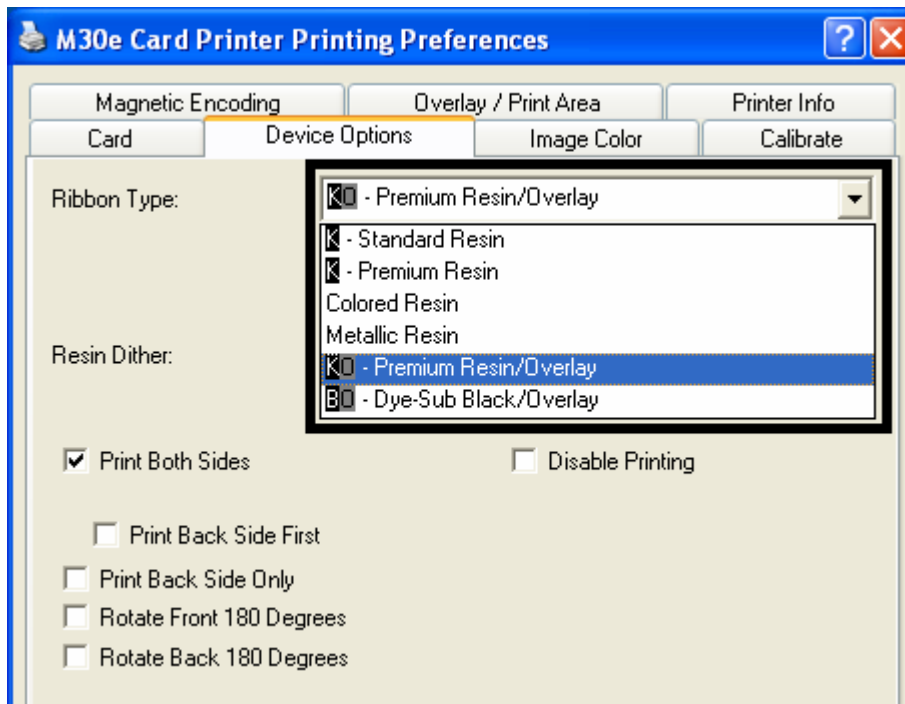 M30e Card Printer Printing Preferences
?
Magnetic Encoding Overlay / Print Area Printer Info
Card Device Options Image Color Calibrate
Ribbon Type: KO - Premium Resin/Overlay
K - Standard Resin
K - Premium Resin
Colored Resin
Metallic Resin
Resin Dither:
KO - Premium Resin/Overlay
BO - Dye-Sub Black/Overlay
Print Both Sides Disable Printing
Print Back Side First
Print Back Side Only
Rotate Front 180 Degrees
Rotate Back 180 Degrees